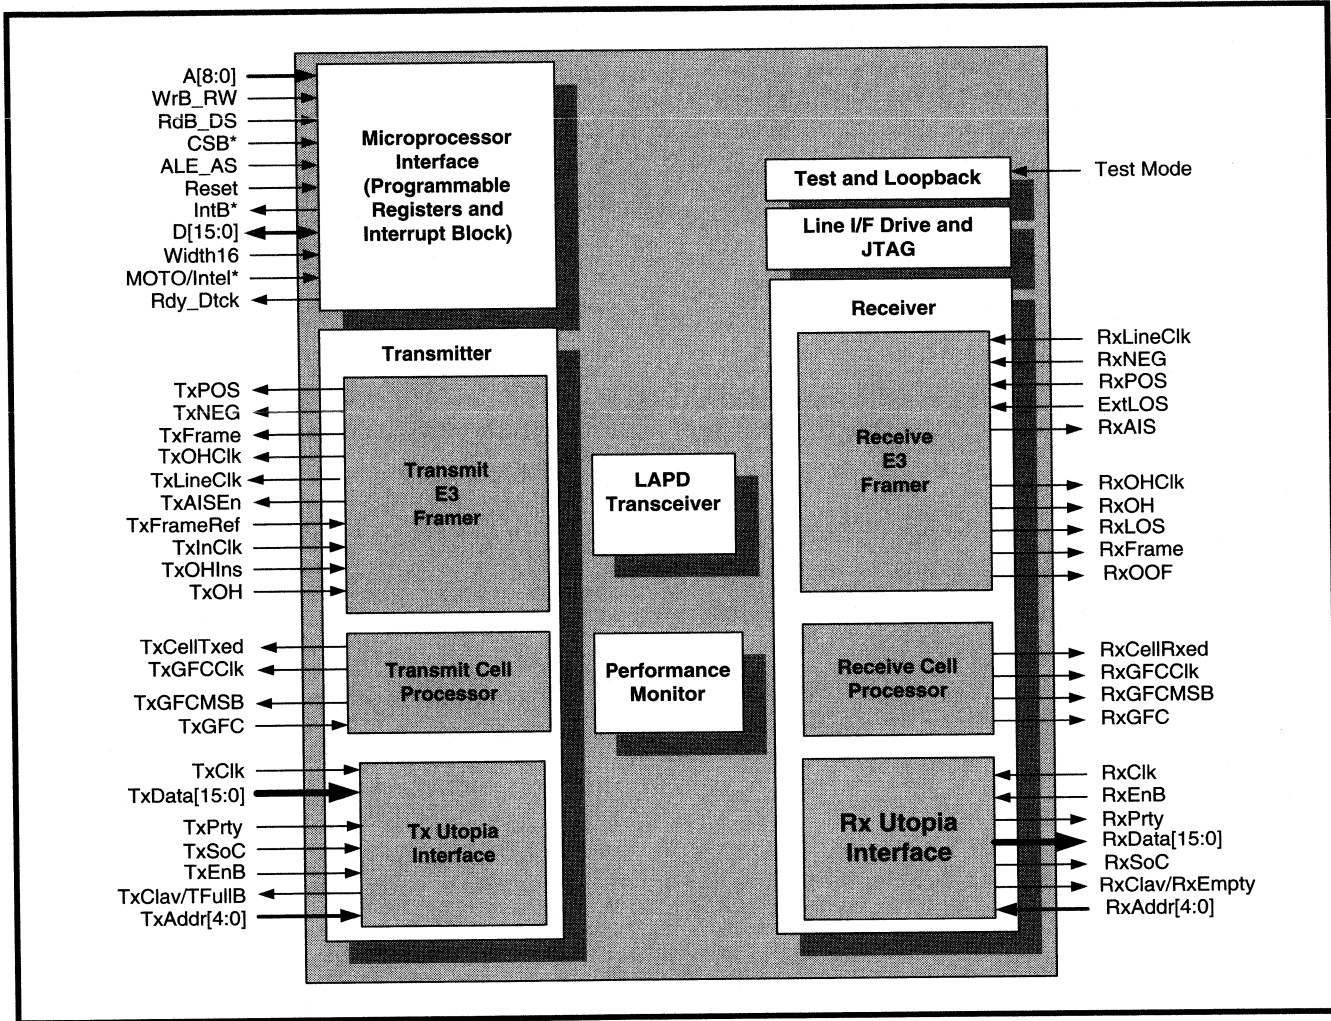 A[8:0]
WrB_RW
RdB_DS
CSB*
ALE_AS
Reset
IntB*
D[15:0]
Width16
MOTO/Intel*
Rdy_Dtck
Microprocessor
Interface
(Programmable
Registers and
Interrupt Block)
Test and Loopback
Test Mode
Line I/F Drive and
JTAG
Transmitter
TxPOS
TxNEG
TxFrame
TxOHClk
TxLineClk
TxAISEn
TxFrameRef
TxInClk
TxOHIns
TxOH
Transmit
E3
Framer
TxCellTxed
TxGFCClk
TxGFCMSB
TxGFC
Transmit Cell
Processor
TxClk
TxData[15:0]
TxPrty
TxSoC
TxEnB
TxClav/TFullB
TxAddr[4:0]
Tx Utopia
Interface
LAPD
Transceiver
Performance
Monitor
Receiver
Receive
E3
Framer
RxLineClk
RxNEG
RxPOS
ExtLOS
RxAIS
RxOHClk
RxOH
RxLOS
RxFrame
RxOOF
Receive Cell
Processor
RxCellRxed
RxGFCClk
RxGFCMSB
RxGFC
Rx Utopia
Interface
RxClk
RxEnB
RxPrty
RxData[15:0]
RxSoC
RxClav/RxEmpty
RxAddr[4:0]